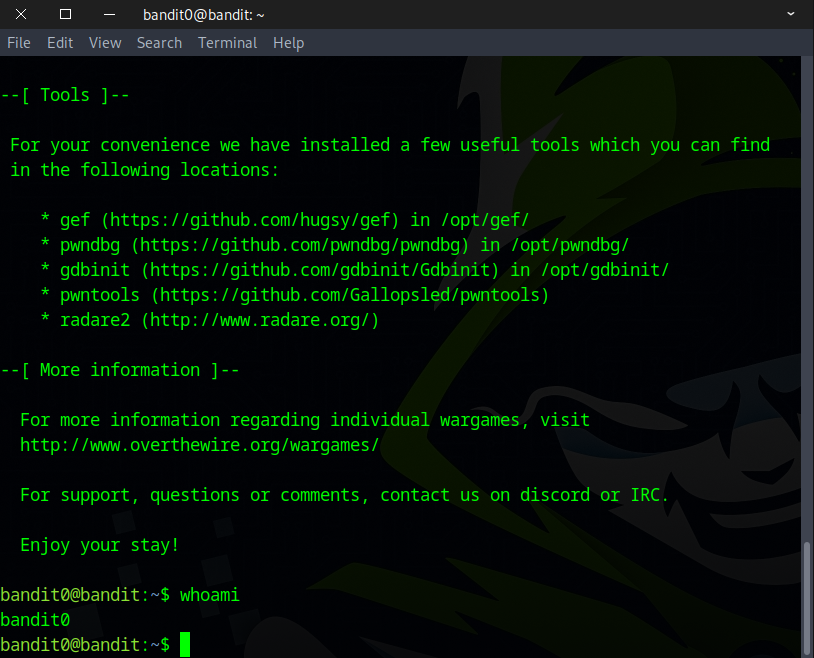 bandit0@bandit: ~
File Edit View Search Terminal Help
--[ Tools ]--
For your convenience we have installed a few useful tools which you can find
in the following locations:
* gef (https://github.com/hugsy/gef) in /opt/gef/
* pwndbg (https://github.com/pwndbg/pwndbg) in /opt/pwndbg/
* gdbinit (https://github.com/gdbinit/Gdbinit) in /opt/gdbinit/
* pwntools (https://github.com/Gallopsled/pwntools)
* radare2 (http://www.radare.org/)
--[ More information ]--
For more information regarding individual wargames, visit
http://www.overthewire.org/wargames/
For support, questions or comments, contact us on discord or IRC.
Enjoy your stay!
bandit0@bandit:~$ whoami
bandit0
bandit0@bandit:~$